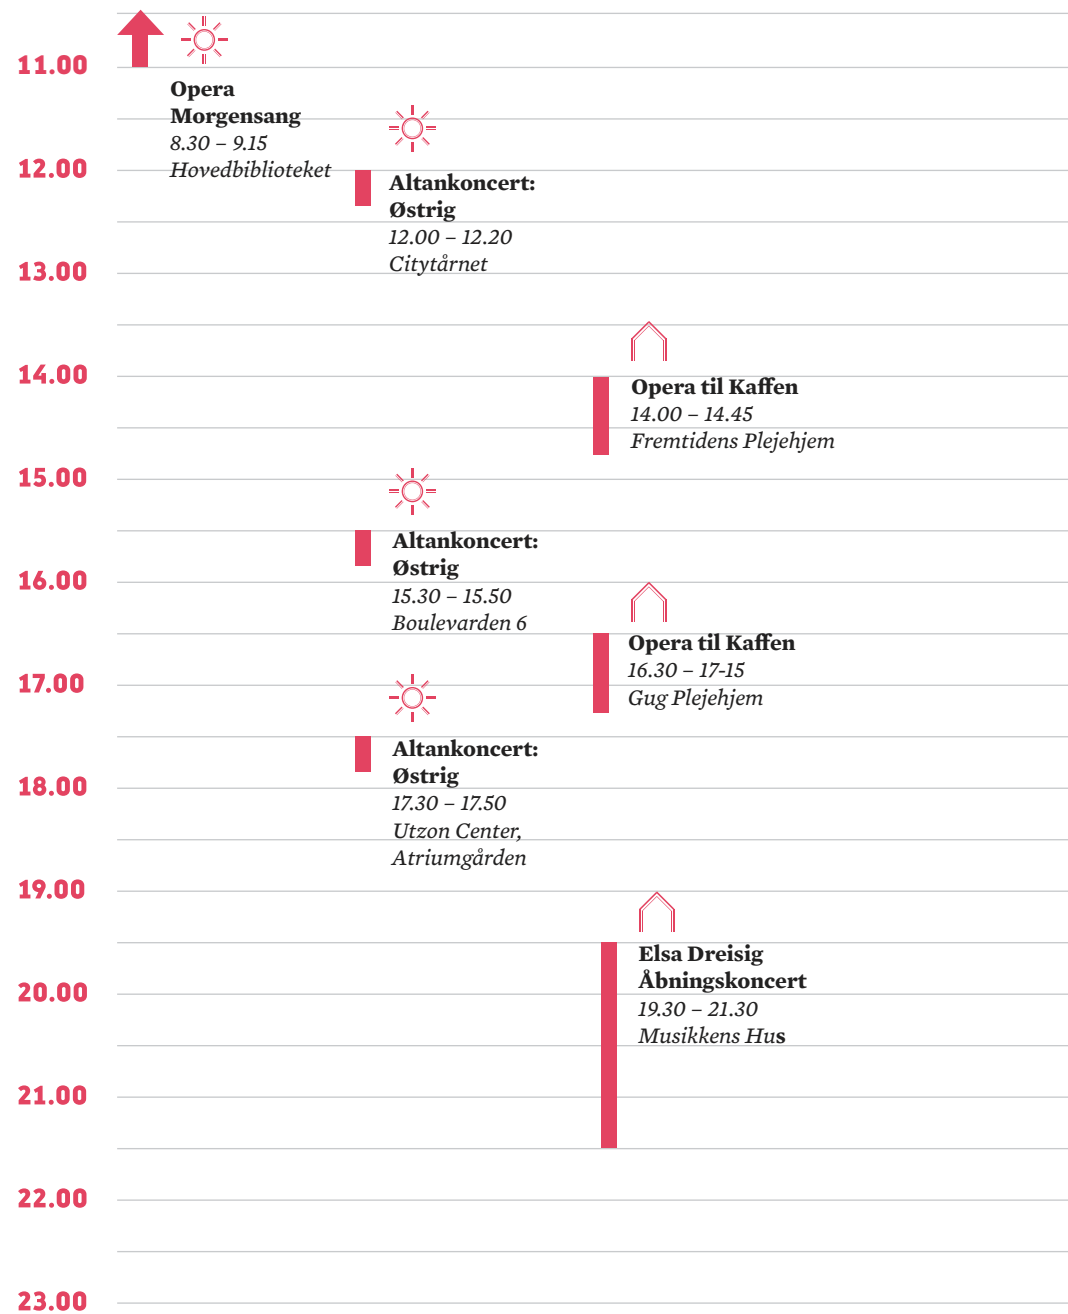 11.00
Opera
Morgensang
8.30 – 9.15
Hovedbiblioteket
12.00
Altankoncert:
Østrig
12.00 – 12.20
Citytårnet
13.00
14.00
Opera til Kaffen
14.00 – 14.45
Fremtidens Plejehjem
15.00
Altankoncert:
Østrig
15.30 – 15.50
Boulevarden 6
16.00
Opera til Kaffen
16.30 – 17-15
Gug Plejehjem
17.00
Altankoncert:
Østrig
17.30 – 17.50
Utzon Center,
Atriumgården
18.00
19.00
Elsa Dreisig
Åbningskoncert
19.30 – 21.30
Musikkens Hus
20.00
21.00
22.00
23.00